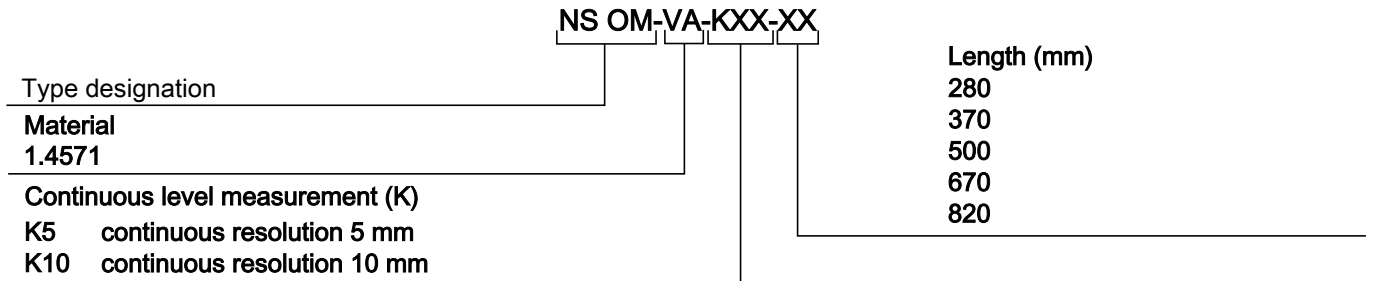 NS OM-VA-KXX-XX
Type designation
Material
1.4571
Continuous level measurement (K)
K5 continuous resolution 5 mm
K10 continuous resolution 10 mm
Length (mm)
280
370
500
670
820